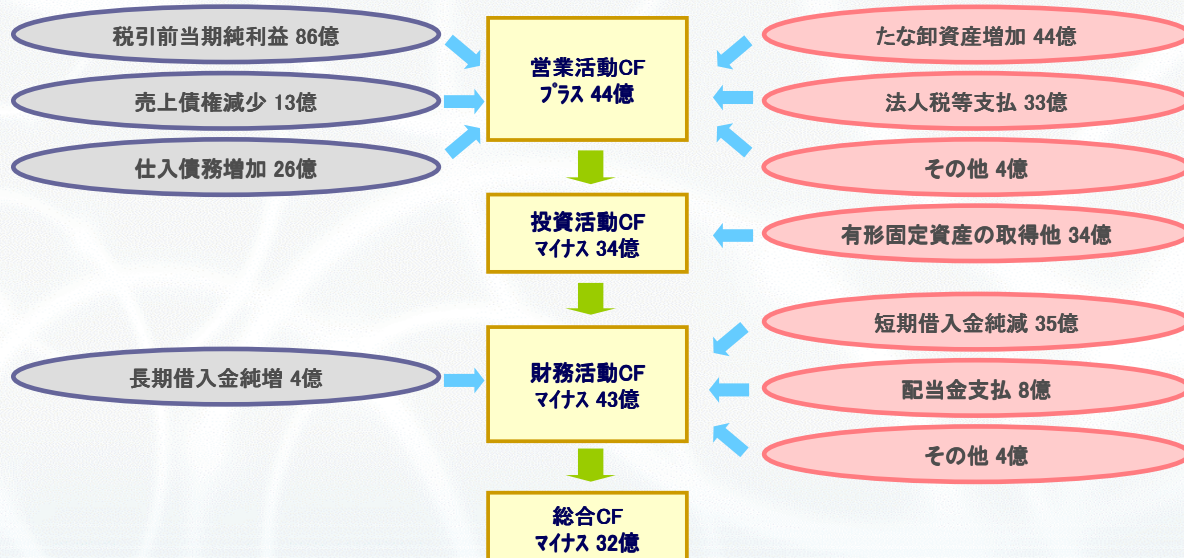 税引前当期純利益 86億
売上債権減少 13億
仕入債務増加 26億
営業活動CF
プラス 44億
たな卸資産増加 44億
法人税等支払 33億
その他 4億
投資活動CF
マイナス 34億
有形固定資産の取得他 34億
長期借入金純増 4億
財務活動CF
マイナス 43億
短期借入金純減 35億
配当金支払 8億
その他 4億
総合CF
マイナス 32億